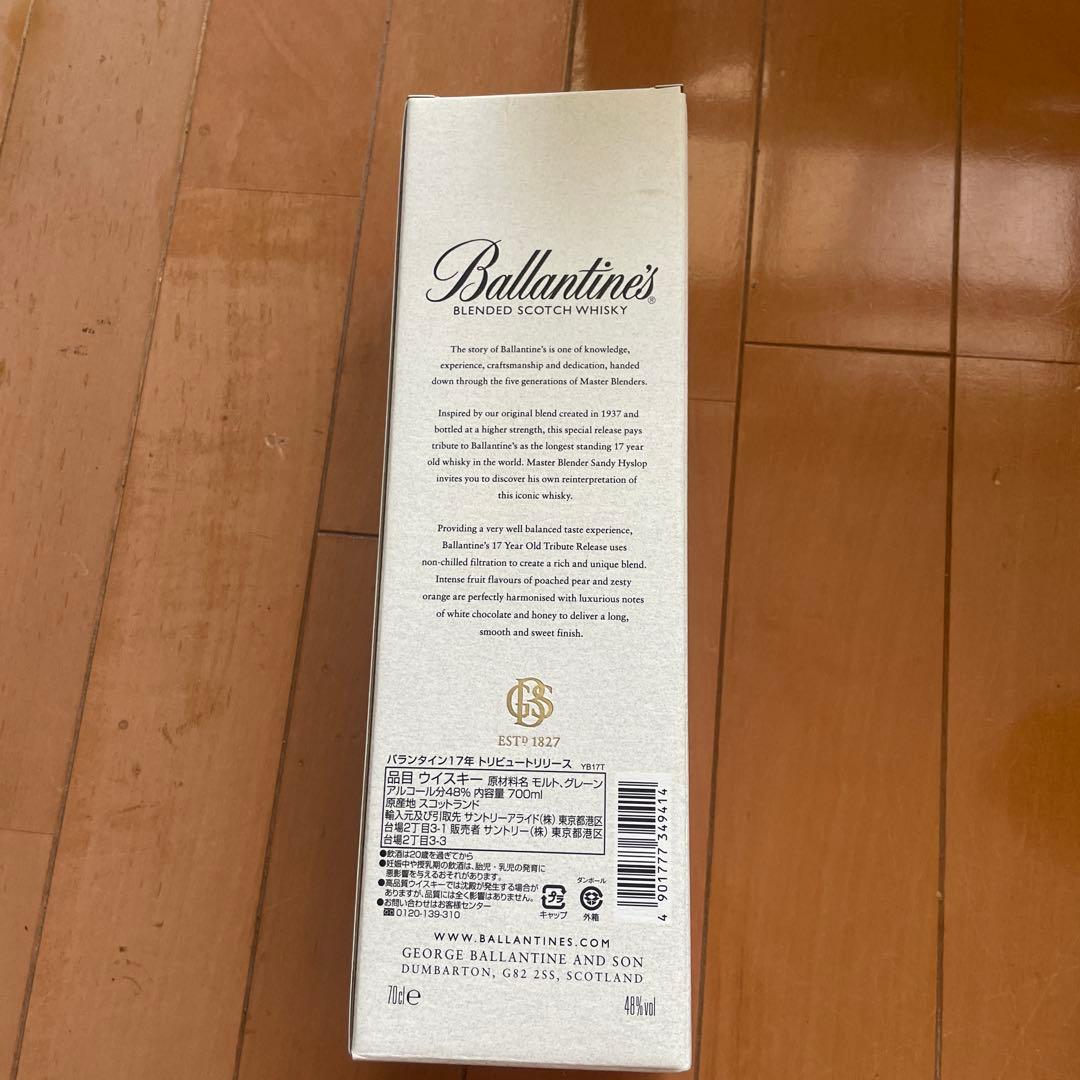 Ballantine's®
BLENDED SCOTCH WHISKY
The story of Ballantine's is one of knowledge,
experience, craftsmanship and dedication, handed
down through the five generations of Master Blenders.
Inspired by our original blend created in 1937 and
bottled at a higher strength, this special release pays
tribute to Ballantine's as the longest standing 17 year
old whisky in the world. Master Blender Sandy Hyslop
invites you to discover his own reinterpretation of
this iconic whisky.
Providing a very well balanced taste experience,
Ballantine's 17 Year Old Tribute Release uses
non-chilled filtration to create a rich and unique blend.
Intense fruit flavours of poached pear and zesty
orange are perfectly harmonised with luxurious notes
of white chocolate and honey to deliver a long,
smooth and sweet finish.
GBS
ESTD 1827
バランタイン17年 トリビュートリリース YB17T
品目 ウイスキー 原材料名 モルト、グレーン
アルコール分48% 内容量 700ml
原産地 スコットランド
輸入元及び引取先 サントリーアライド(株) 東京都港区
台場2丁目3-1 販売者 サントリー(株) 東京都港区
台場2丁目3-3
●飲酒は20歳を過ぎてから
●妊娠中や授乳期の飲酒は、胎児・乳児の発育に
悪影響を与えるおそれがあります。
●高品質ウイスキーでは沈殿が発生する場合が
ありますが、品質には全く影響はありません。
●お問い合わせはお客様センター
0120-139-310
プラ
キャップ
ダンボール
外箱
4 901777 349414
WWW.BALLANTINES.COM
GEORGE BALLANTINE AND SON
DUMBARTON, G82 2SS, SCOTLAND
70cl e
48%vol